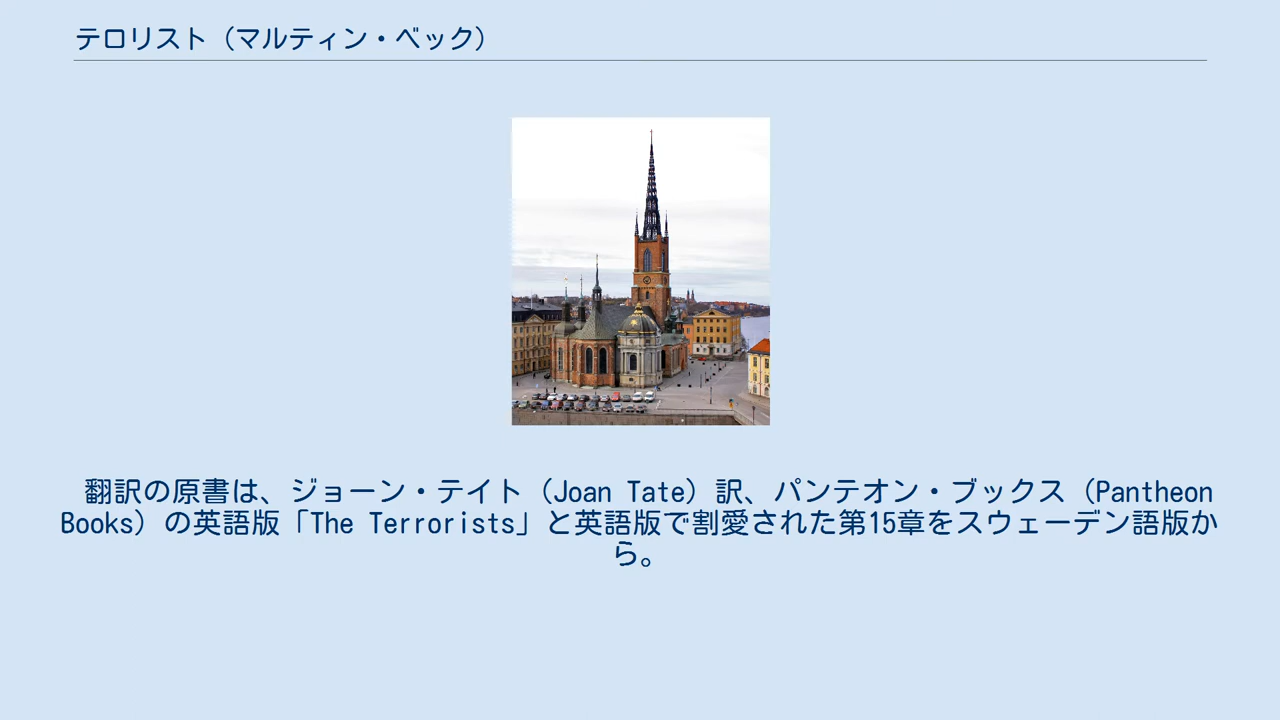 テロリスト（マルティン・ベック）
翻訳の原書は、ジョーン・テイト（Joan Tate）訳、パンテオン・ブックス（Pantheon
Books）の英語版「The Terrorists」と英語版で割愛された第15章をスウェーデン語版か
ら。